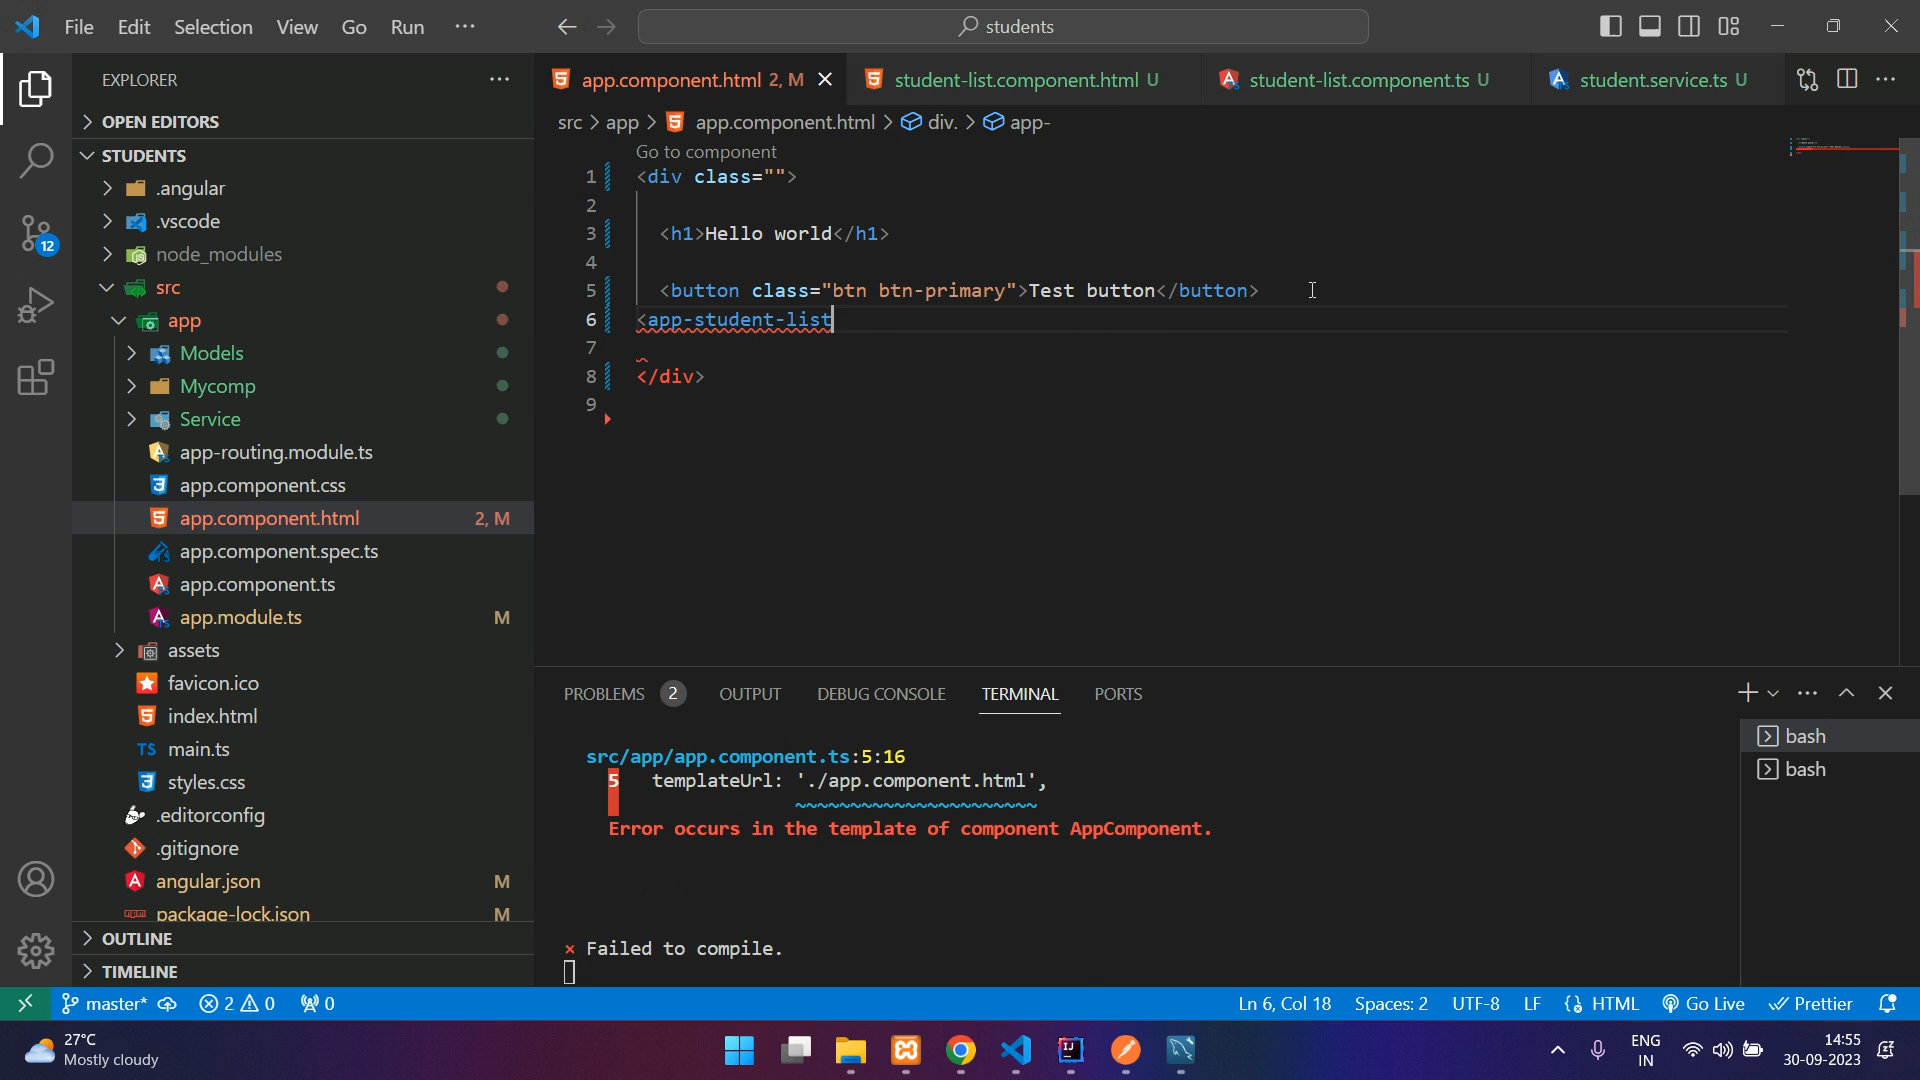 File Edit Selection View Go Run ···
students
EXPLORER ···
app.component.html 2, M
student-list.component.html U
student-list.component.ts U
student.service.ts U
···
OPEN EDITORS
STUDENTS
.angular
.vscode
node_modules
src
app
Models
Mycomp
Service
app-routing.module.ts
app.component.css
app.component.html 2, M
app.component.spec.ts
app.component.ts
app.module.ts M
assets
favicon.ico
index.html
TS main.ts
styles.css
.editorconfig
.gitignore
angular.json M
package-lock.json M
OUTLINE
TIMELINE
12
src > app > app.component.html > div. > app-
Go to component
1 <div class="">
2
3 <h1>Hello world</h1>
4
5 <button class="btn btn-primary">Test button</button>
6 <app-student-list
7
8 </div>
9
PROBLEMS 2 OUTPUT DEBUG CONSOLE TERMINAL PORTS
src/app/app.component.ts:5:16
5 templateUrl: './app.component.html',
~~~~~~~~~~~~~~~~~~~~~~
Error occurs in the template of component AppComponent.
× Failed to compile.
bash
bash
master* 2 0 0
Ln 6, Col 18 Spaces: 2 UTF-8 LF {} HTML Go Live Prettier
27°C
Mostly cloudy
IJ
ENG
IN
14:55
30-09-2023